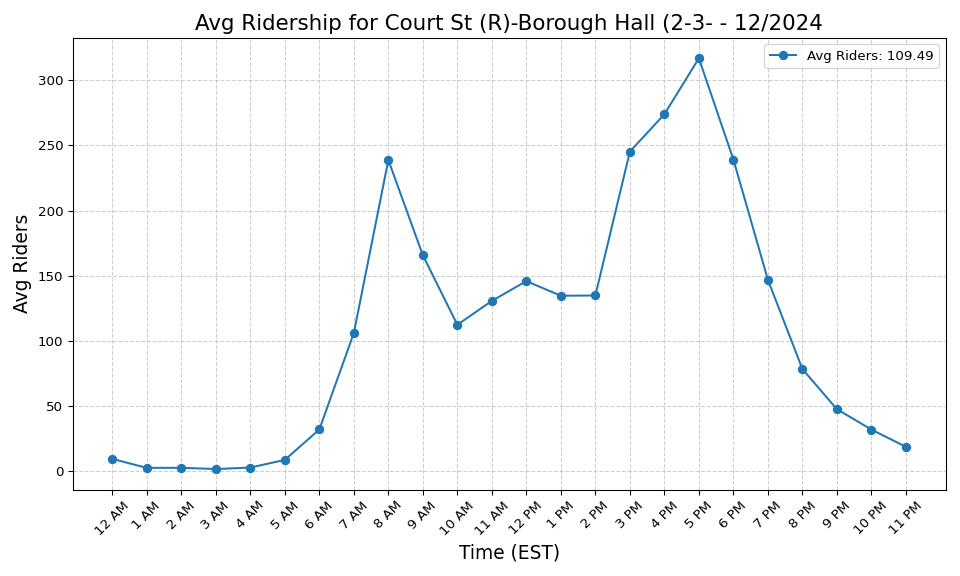 Avg Ridership for Court St (R)-Borough Hall (2-3- - 12/2024
Avg Riders: 109.49
300
250
200
150
100
50
0
Avg Riders
12 AM
1 AM
2 AM
3 AM
4 AM
5 AM
6 AM
7 AM
8 AM
9 AM
10 AM
11 AM
12 PM
1 PM
2 PM
3 PM
4 PM
5 PM
6 PM
7 PM
8 PM
9 PM
10 PM
11 PM
Time (EST)